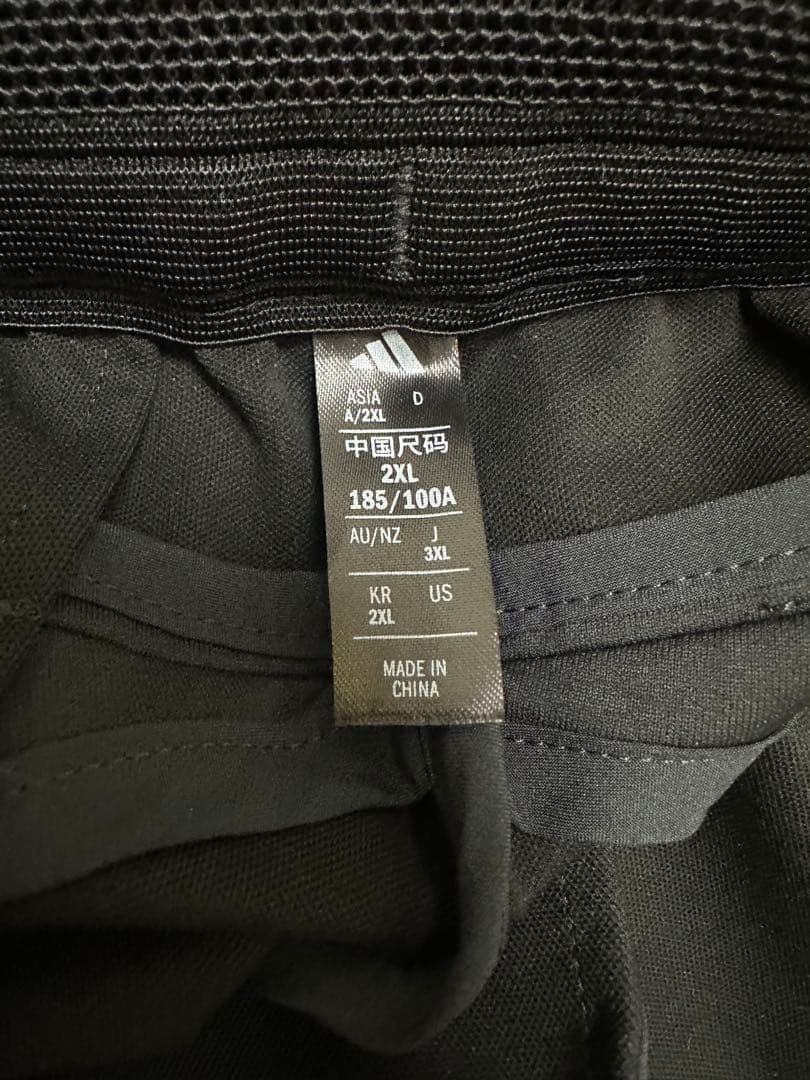 ASIA D
A/2XL
中国尺码
2XL
185/100A
AU/NZ J
3XL
KR US
2XL
MADE IN
CHINA